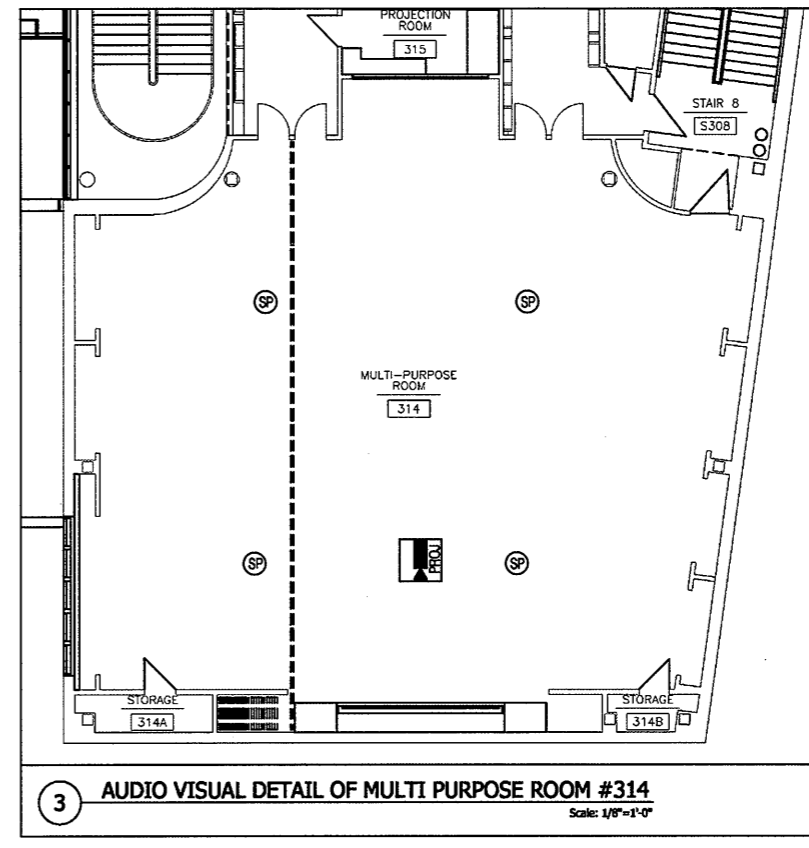 PROJECTION
ROOM
315
STAIR 8
S308
SP
SP
MULTI-PURPOSE
ROOM
314
SP
PROJ
SP
STORAGE
314A
STORAGE
314B
3
AUDIO VISUAL DETAIL OF MULTI PURPOSE ROOM #314
Scale: 1/8"=1'-0"